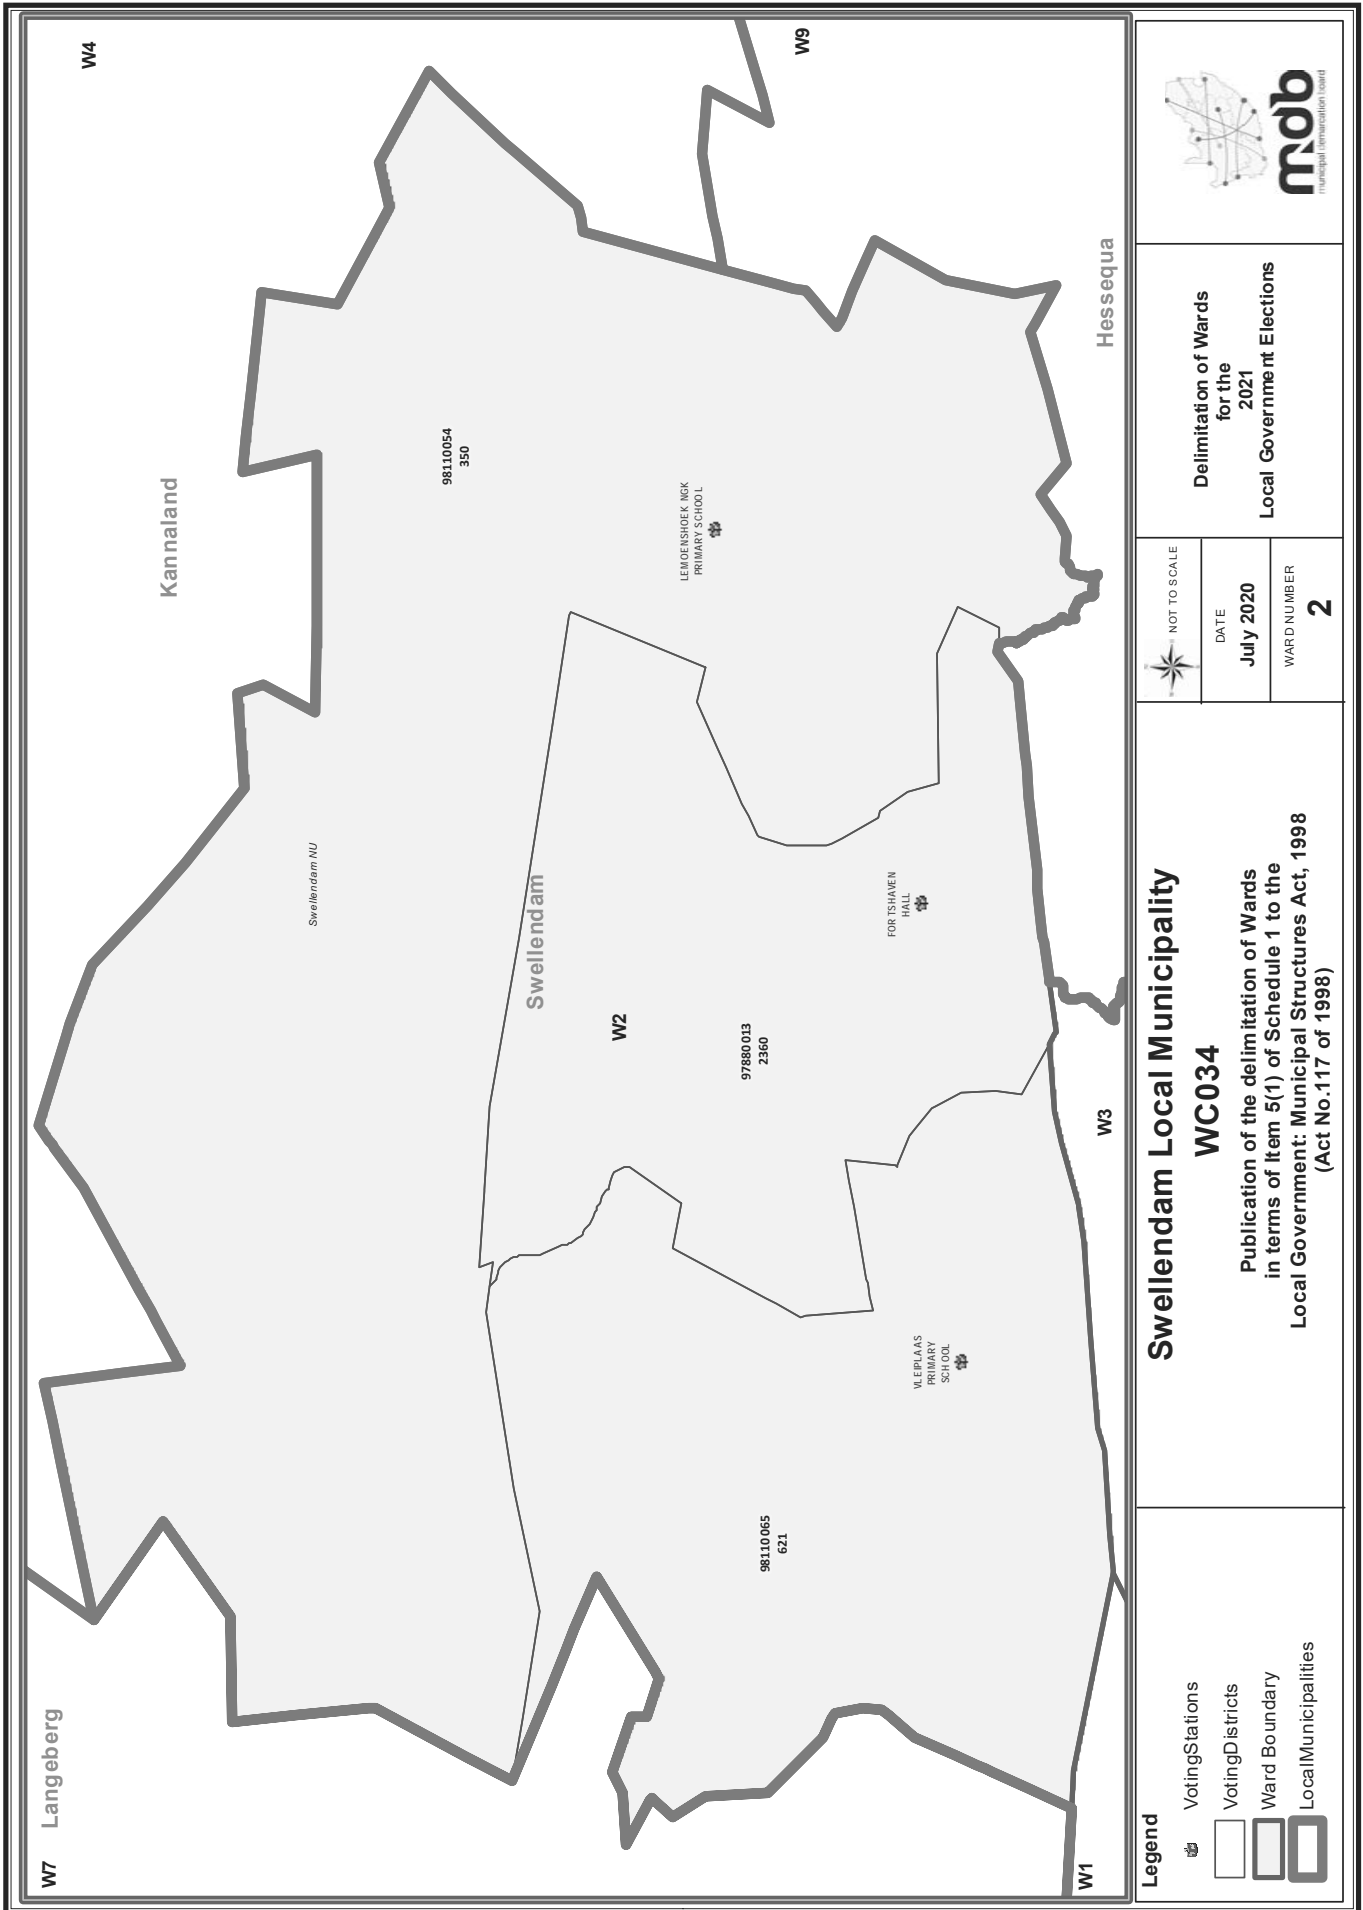 W7
Langeberg
Kannaland
W4
W9
Hessequa
Swellendam NU
98110054
350
LEMOENSHOEK NGK
PRIMARY SCHOOL
Swellendam
W2
97880013
2360
FORTSHAVEN
HALL
VLEIPLAAS
PRIMARY
SCHOOL
98110065
621
W3
W1
Legend
VotingStations
VotingDistricts
Ward Boundary
LocalMunicipalities
Swellendam Local Municipality
WC034
Publication of the delimitation of Wards
in terms of Item 5(1) of Schedule 1 to the
Local Government: Municipal Structures Act, 1998
(Act No.117 of 1998)
NOT TO SCALE
DATE
July 2020
WARD NUMBER
2
Delimitation of Wards
for the
2021
Local Government Elections
mdb
municipal demarcation board